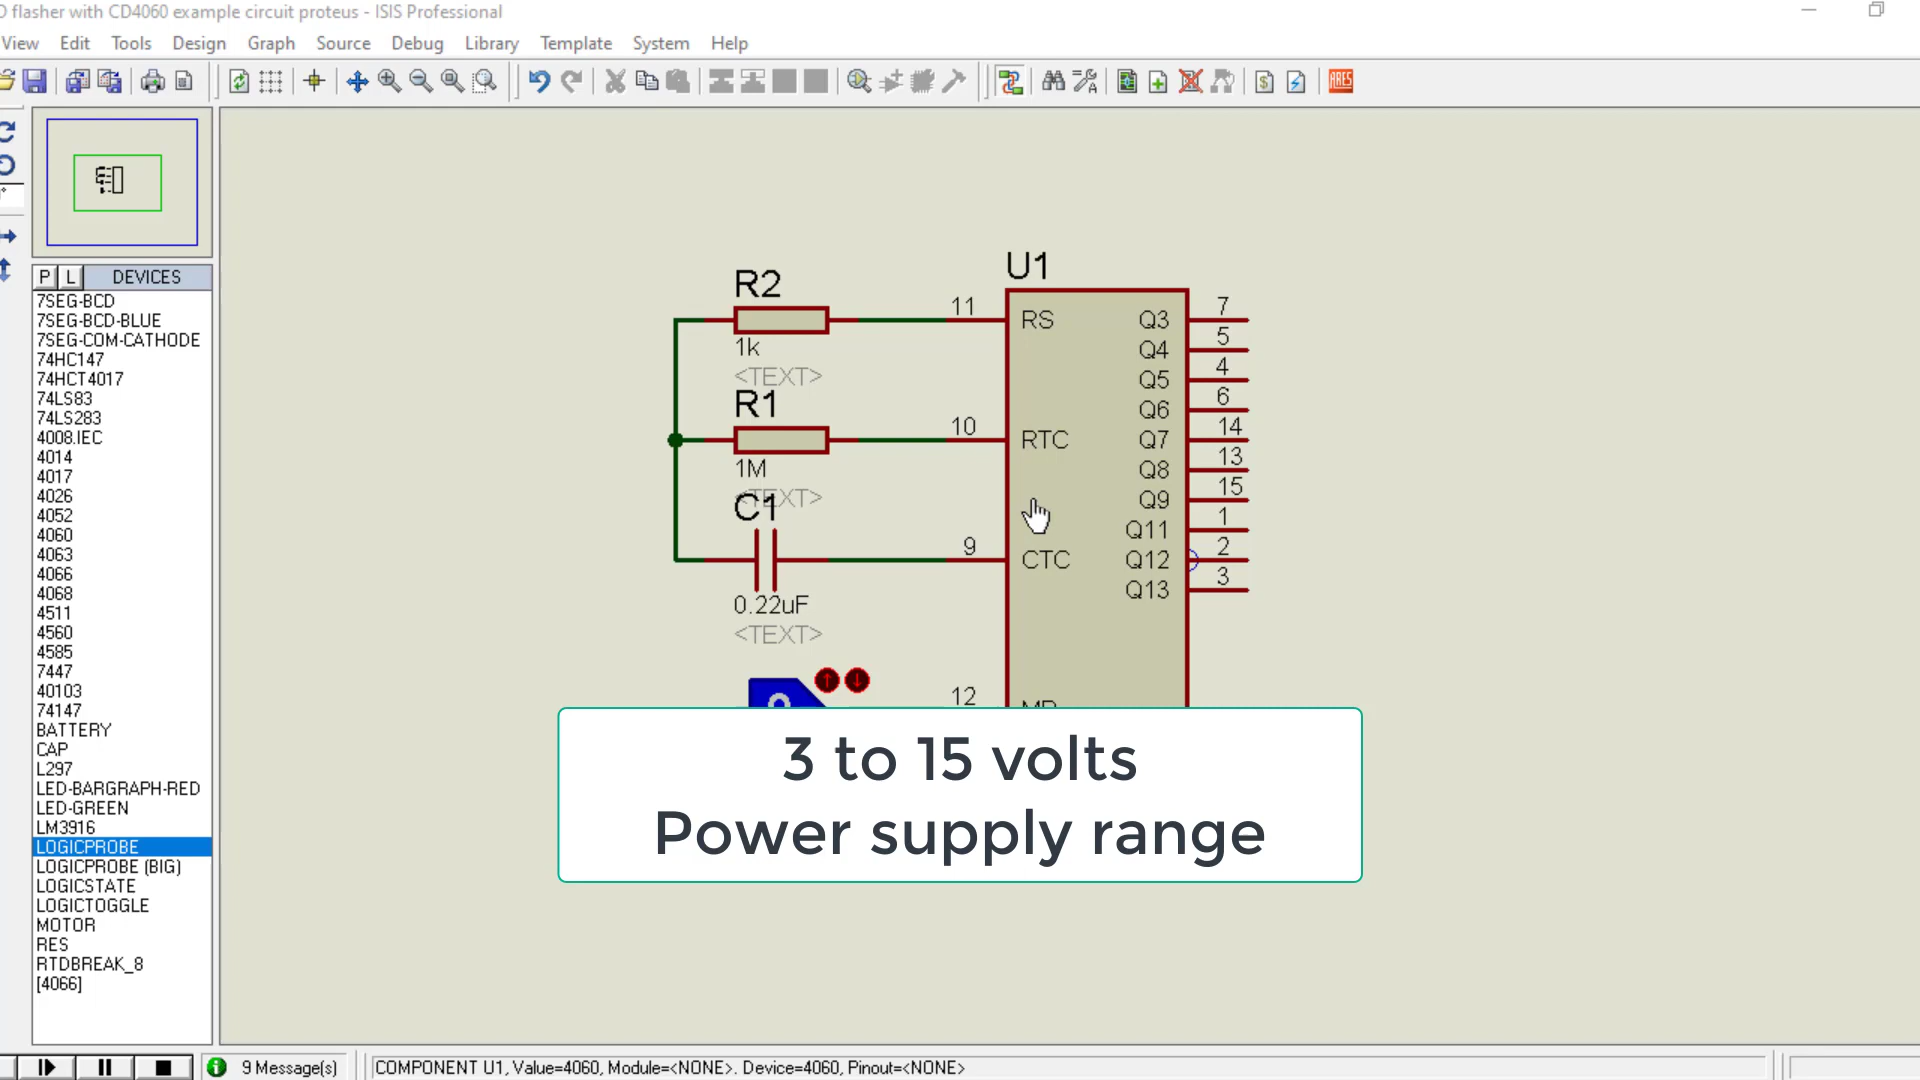 D flasher with CD4060 example circuit proteus - ISIS Professional
View Edit Tools Design Graph Source Debug Library Template System Help
ARES
P L DEVICES
7SEG-BCD
7SEG-BCD-BLUE
7SEG-COM-CATHODE
74HC147
74HCT4017
74LS83
74LS283
4008.IEC
4014
4017
4026
4052
4060
4063
4066
4068
4511
4560
4585
7447
40103
74147
BATTERY
CAP
L297
LED-BARGRAPH-RED
LED-GREEN
LM3916
LOGICPROBE
LOGICPROBE (BIG)
LOGICSTATE
LOGICTOGGLE
MOTOR
RES
RTDBREAK_8
[4066]
U1
R2
1k
<TEXT>
R1
1M
<TEXT>
C1
0.22uF
<TEXT>
11 RS Q3 7
Q4 5
Q5 4
Q6 6
10 RTC Q7 14
Q8 13
Q9 15
Q11 1
9 CTC Q12 2
Q13 3
12
3 to 15 volts
Power supply range
9 Message(s)
COMPONENT U1, Value=4060, Module=<NONE>. Device=4060, Pinout=<NONE>